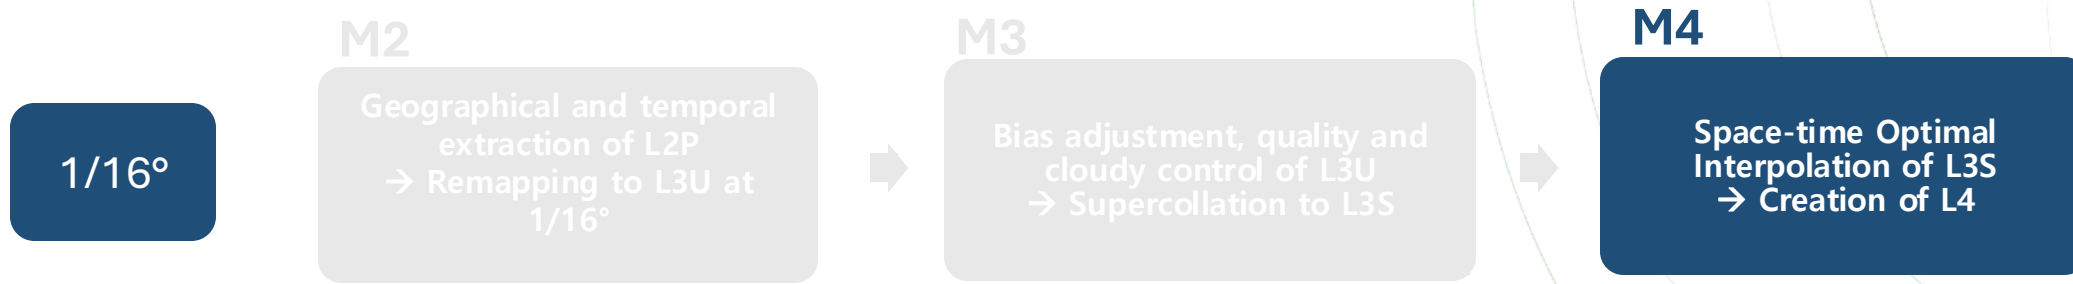 1/16°
M2
Geographical and temporal
extraction of L2P
→ Remapping to L3U at
1/16°
M3
Bias adjustment, quality and
cloudy control of L3U
→ Supercollation to L3S
M4
Space-time Optimal
Interpolation of L3S
→ Creation of L4